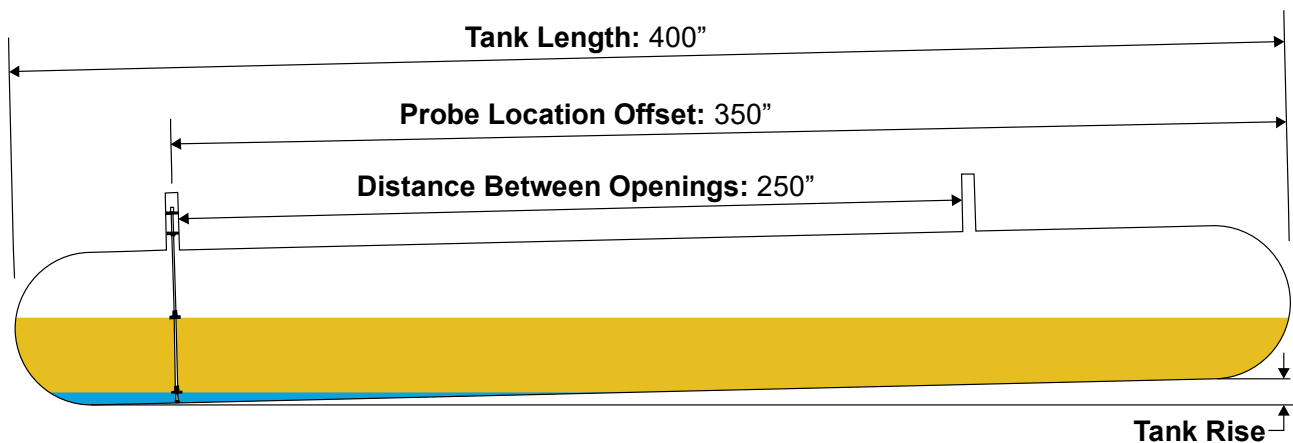 Tank Length: 400”
Probe Location Offset: 350”
Distance Between Openings: 250”
Tank Rise